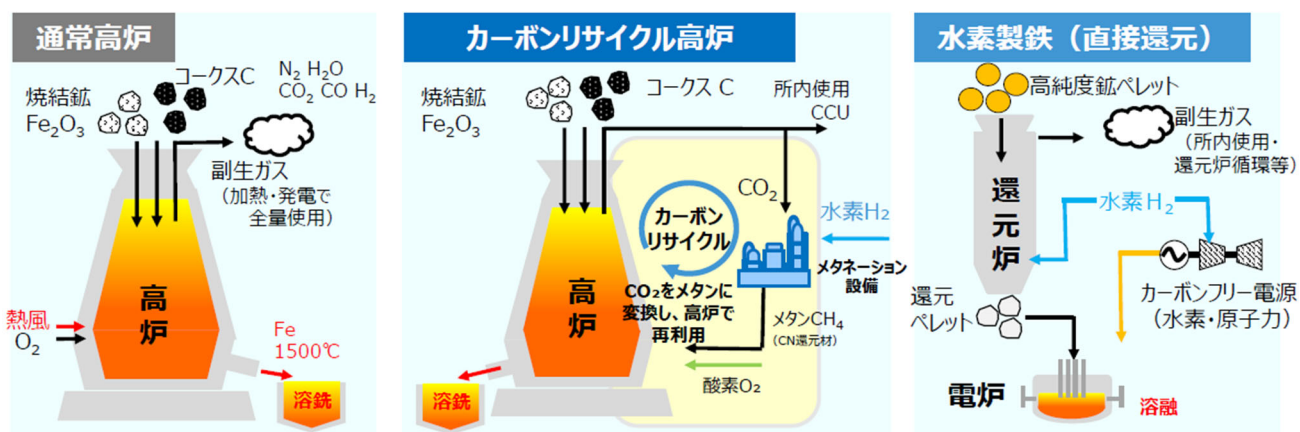 通常高炉
コークスC
N₂ H₂O
CO₂ CO H₂
焼結鉱
Fe₂O₃
副生ガス
(加熱・発電で
全量使用)
高炉
熱風
O₂
Fe
1500℃
溶銑
カーボンリサイクル高炉
焼結鉱
Fe₂O₃
コークス C
所内使用
CCU
CO₂
カーボン
リサイクル
水素H₂
メタネーション
設備
高炉
CO₂をメタンに
変換し、高炉で
再利用
メタンCH₄
(CN還元材)
酸素O₂
溶銑
水素製鉄(直接還元)
高純度鉱ペレット
副生ガス
(所内使用・
還元炉循環等)
還元炉
水素H₂
還元
ペレット
カーボンフリー電源
(水素・原子力)
電炉
溶融